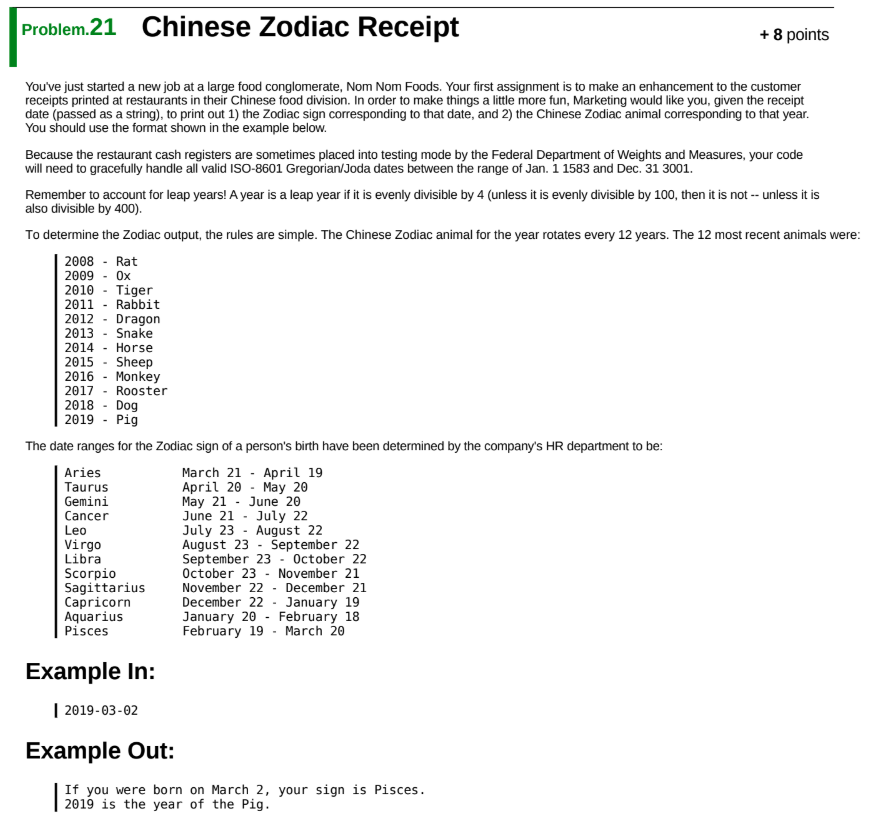 Problem.21 Chinese Zodiac Receipt + 8 points
You've just started a new job at a large food conglomerate, Nom Nom Foods. Your first assignment is to make an enhancement to the customer
receipts printed at restaurants in their Chinese food division. In order to make things a little more fun, Marketing would like you, given the receipt
date (passed as a string), to print out 1) the Zodiac sign corresponding to that date, and 2) the Chinese Zodiac animal corresponding to that year.
You should use the format shown in the example below.
Because the restaurant cash registers are sometimes placed into testing mode by the Federal Department of Weights and Measures, your code
will need to gracefully handle all valid ISO-8601 Gregorian/Joda dates between the range of Jan. 1 1583 and Dec. 31 3001.
Remember to account for leap years! A year is a leap year if it is evenly divisible by 4 (unless it is evenly divisible by 100, then it is not -- unless it is
also divisible by 400).
To determine the Zodiac output, the rules are simple. The Chinese Zodiac animal for the year rotates every 12 years. The 12 most recent animals were:
2008 - Rat
2009 - Ox
2010 - Tiger
2011 - Rabbit
2012 - Dragon
2013 - Snake
2014 - Horse
2015 - Sheep
2016 - Monkey
2017 - Rooster
2018 - Dog
2019 - Pig
The date ranges for the Zodiac sign of a person's birth have been determined by the company's HR department to be:
Aries March 21 - April 19
Taurus April 20 - May 20
Gemini May 21 - June 20
Cancer June 21 - July 22
Leo July 23 - August 22
Virgo August 23 - September 22
Libra September 23 - October 22
Scorpio October 23 - November 21
Sagittarius November 22 - December 21
Capricorn December 22 - January 19
Aquarius January 20 - February 18
Pisces February 19 - March 20
Example In:
2019-03-02
Example Out:
If you were born on March 2, your sign is Pisces.
2019 is the year of the Pig.